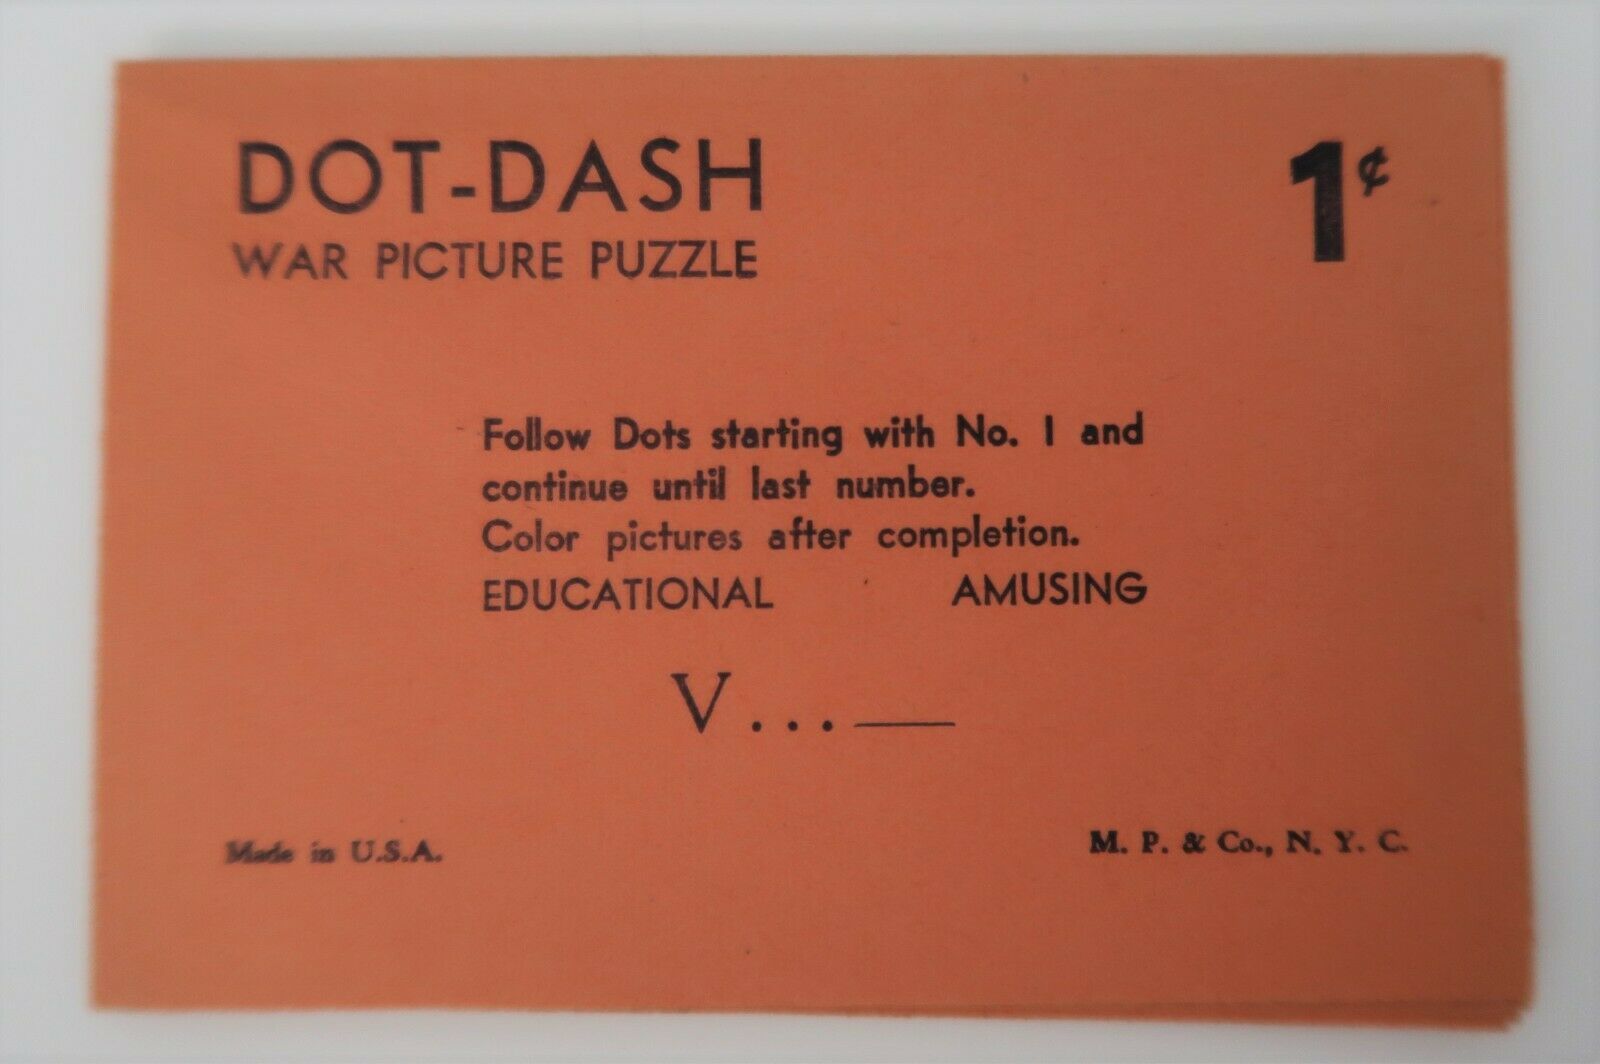 DOT-DASH
WAR PICTURE PUZZLE
1¢
Follow Dots starting with No. 1 and
continue until last number.
Color pictures after completion.
EDUCATIONAL AMUSING
V . . . —
Made in U.S.A.
M. P. & Co., N. Y. C.